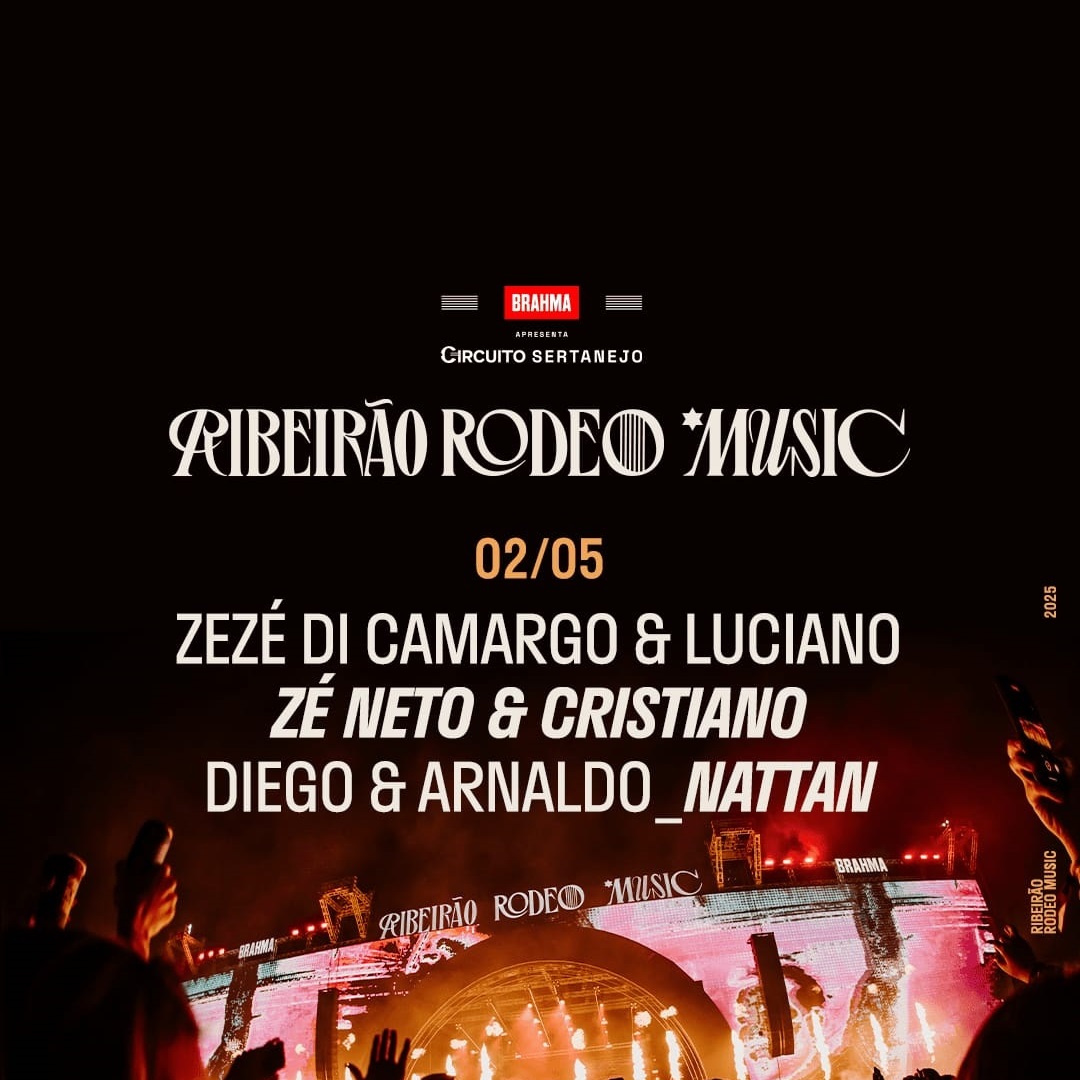 BRAHMA
APRESENTA
CIRCUITO SERTANEJO
RIBEIRÃO RODEO MUSIC
02/05
ZEZÉ DI CAMARGO & LUCIANO
ZÉ NETO & CRISTIANO
DIEGO & ARNALDO_NATTAN
2025
RIBEIRÃO
RODEO MUSIC
RIBEIRÃO RODEO MUSIC
BRAHMA
BRAHMA